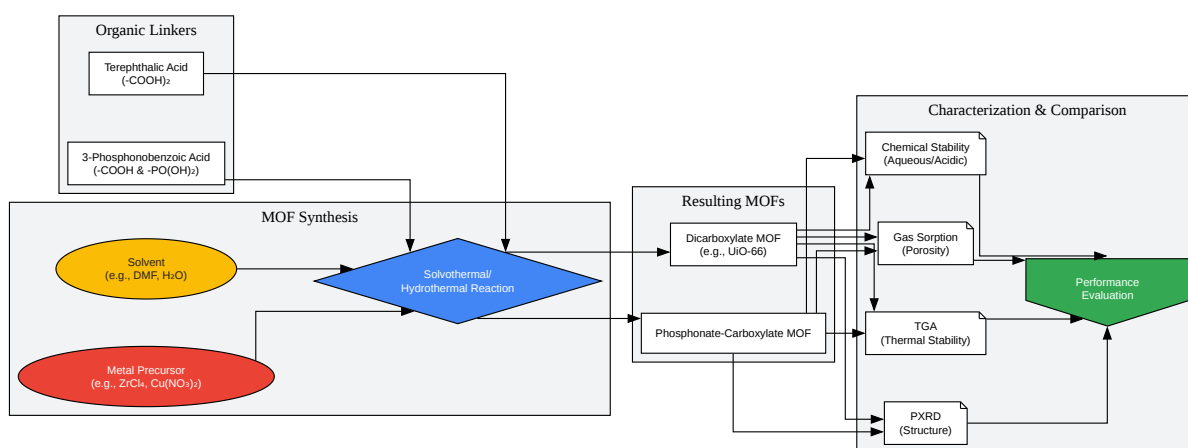 Organic Linkers
Terephthalic Acid
(-COOH)₂
3-Phosphonobenzoic Acid
(-COOH & -PO(OH)₂)
MOF Synthesis
Solvent
(e.g., DMF, H₂O)
Metal Precursor
(e.g., ZrCl₄, Cu(NO₃)₂)
Solvothermal/
Hydrothermal Reaction
Resulting MOFs
Dicarboxylate MOF
(e.g., UiO-66)
Phosphonate-Carboxylate MOF
Characterization & Comparison
Chemical Stability
(Aqueous/Acidic)
Gas Sorption
(Porosity)
TGA
(Thermal Stability)
PXRD
(Structure)
Performance
Evaluation